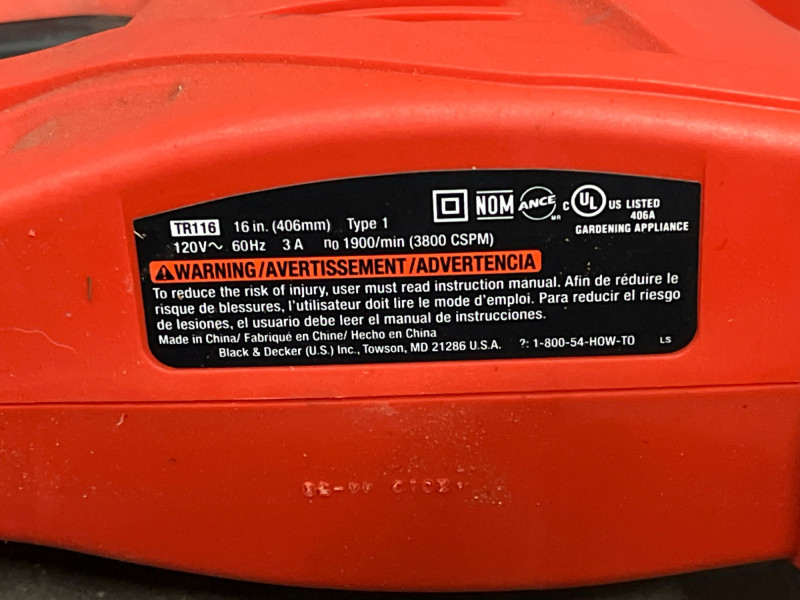 TR116 16 in. (406mm) Type 1
120V~ 60Hz 3 A n₀ 1900/min (3800 CSPM)
NOM ANCE MR C UL US LISTED
406A
GARDENING APPLIANCE
WARNING/AVERTISSEMENT/ADVERTENCIA
To reduce the risk of injury, user must read instruction manual. Afin de réduire le
risque de blessures, l'utilisateur doit lire le mode d'emploi. Para reducir el riesgo
de lesiones, el usuario debe leer el manual de instrucciones.
Made in China/ Fabriqué en Chine/ Hecho en China
Black & Decker (U.S.) Inc., Towson, MD 21286 U.S.A. ?: 1-800-54-HOW-TO LS